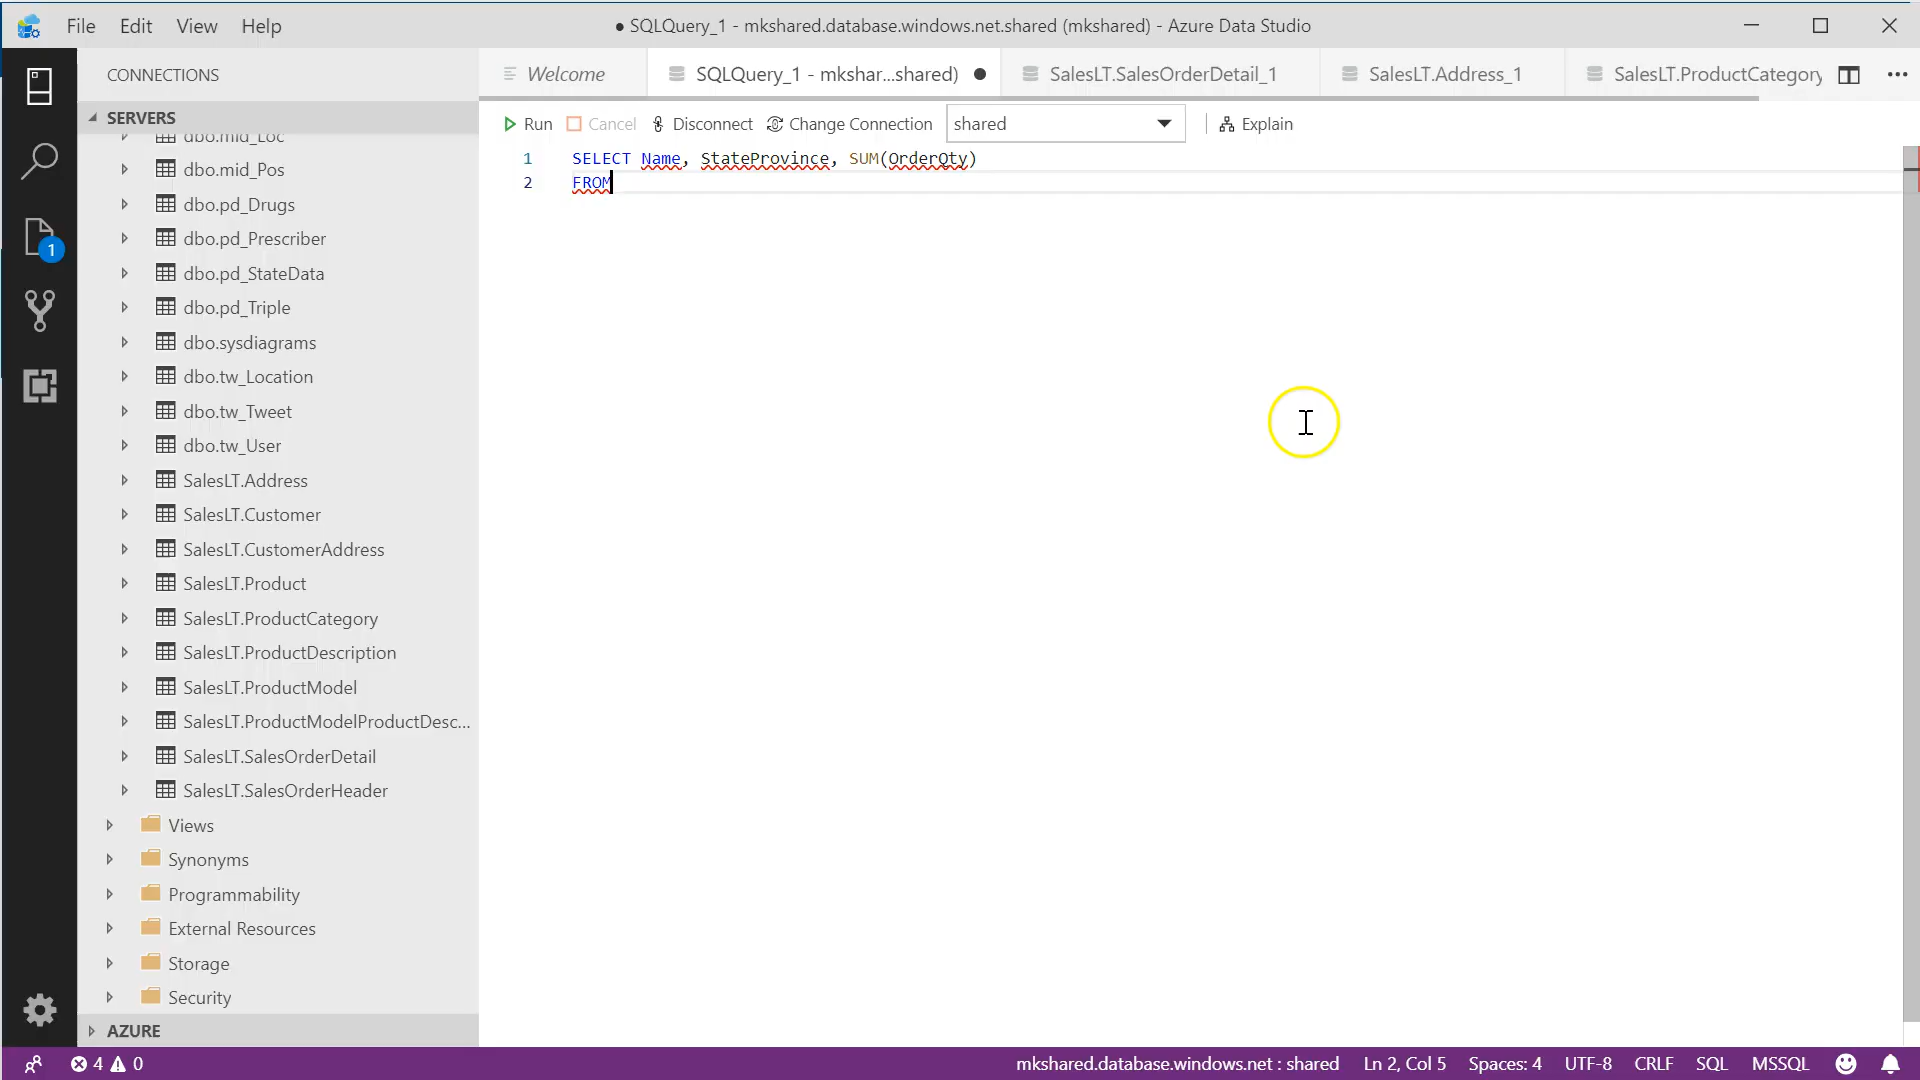 File Edit View Help
● SQLQuery_1 - mkshared.database.windows.net.shared (mkshared) - Azure Data Studio
CONNECTIONS
Welcome
SQLQuery_1 - mkshar...shared) ●
SalesLT.SalesOrderDetail_1
SalesLT.Address_1
SalesLT.ProductCategory
SERVERS
Run Cancel Disconnect Change Connection shared Explain
1 SELECT Name, StateProvince, SUM(OrderQty)
2 FROM
dbo.mid_Loc
dbo.mid_Pos
dbo.pd_Drugs
dbo.pd_Prescriber
dbo.pd_StateData
dbo.pd_Triple
dbo.sysdiagrams
dbo.tw_Location
dbo.tw_Tweet
dbo.tw_User
SalesLT.Address
SalesLT.Customer
SalesLT.CustomerAddress
SalesLT.Product
SalesLT.ProductCategory
SalesLT.ProductDescription
SalesLT.ProductModel
SalesLT.ProductModelProductDesc...
SalesLT.SalesOrderDetail
SalesLT.SalesOrderHeader
Views
Synonyms
Programmability
External Resources
Storage
Security
AZURE
1
4 0
mkshared.database.windows.net : shared
Ln 2, Col 5
Spaces: 4
UTF-8
CRLF
SQL
MSSQL